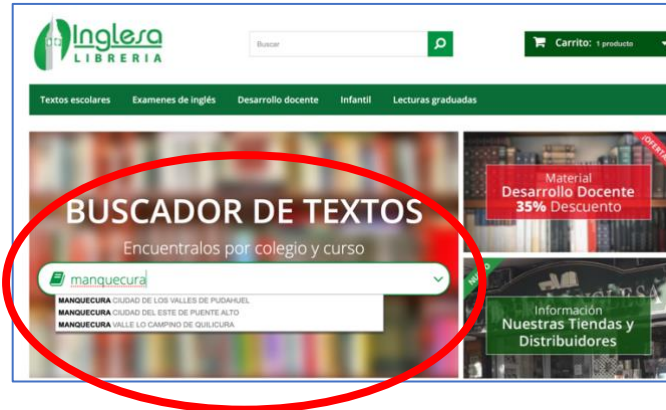 Inglesa
LIBRERIA
Buscar
Carrito: 1 producto
Textos escolares Examenes de inglés Desarrollo docente Infantil Lecturas graduadas
BUSCADOR DE TEXTOS
Encuentralos por colegio y curso
manquecura
MANQUECURA CIUDAD DE LOS VALLES DE PUDAHUEL
MANQUECURA CIUDAD DEL ESTE DE PUENTE ALTO
MANQUECURA VALLE LO CAMPINO DE QUILICURA
¡OFERTA
Material
Desarrollo Docente
35% Descuento
NUEVO
Información
Nuestras Tiendas y
Distribuidores